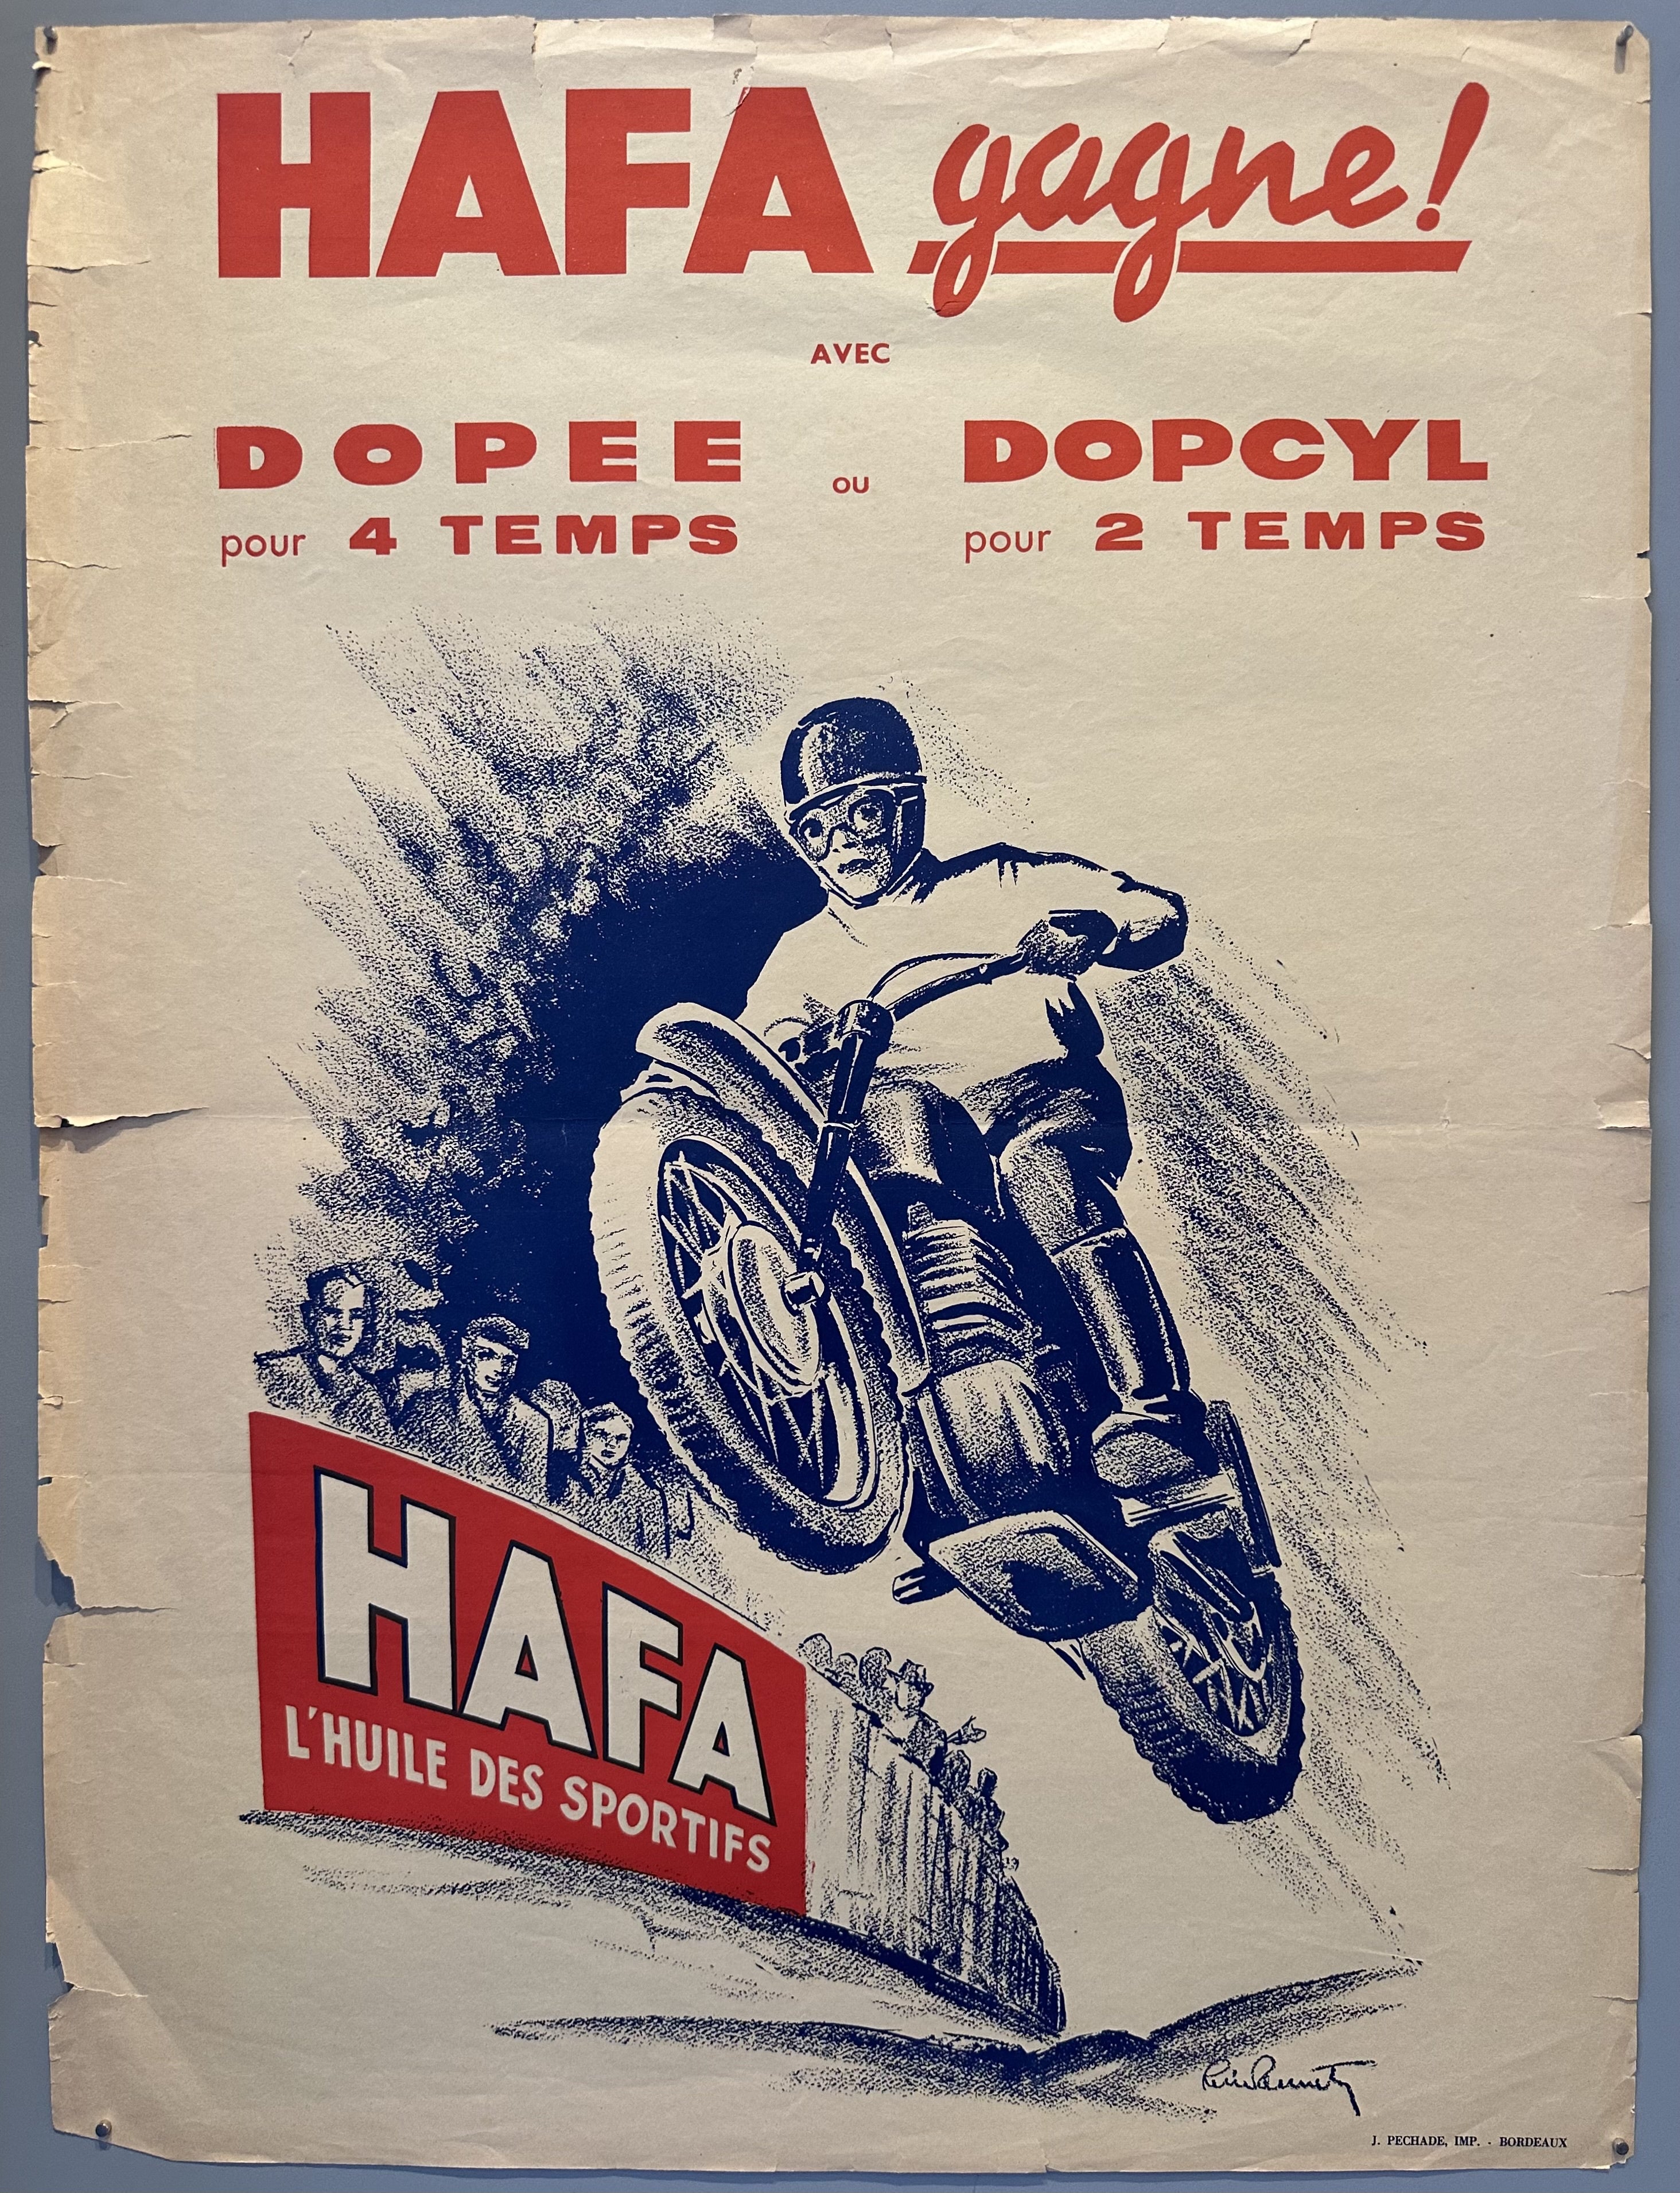 HAFA gagne!
AVEC
DOPEE ou DOPCYL
pour 4 TEMPS pour 2 TEMPS
HAFA
L'HUILE DES SPORTIFS
J. PECHADE, IMP. - BORDEAUX